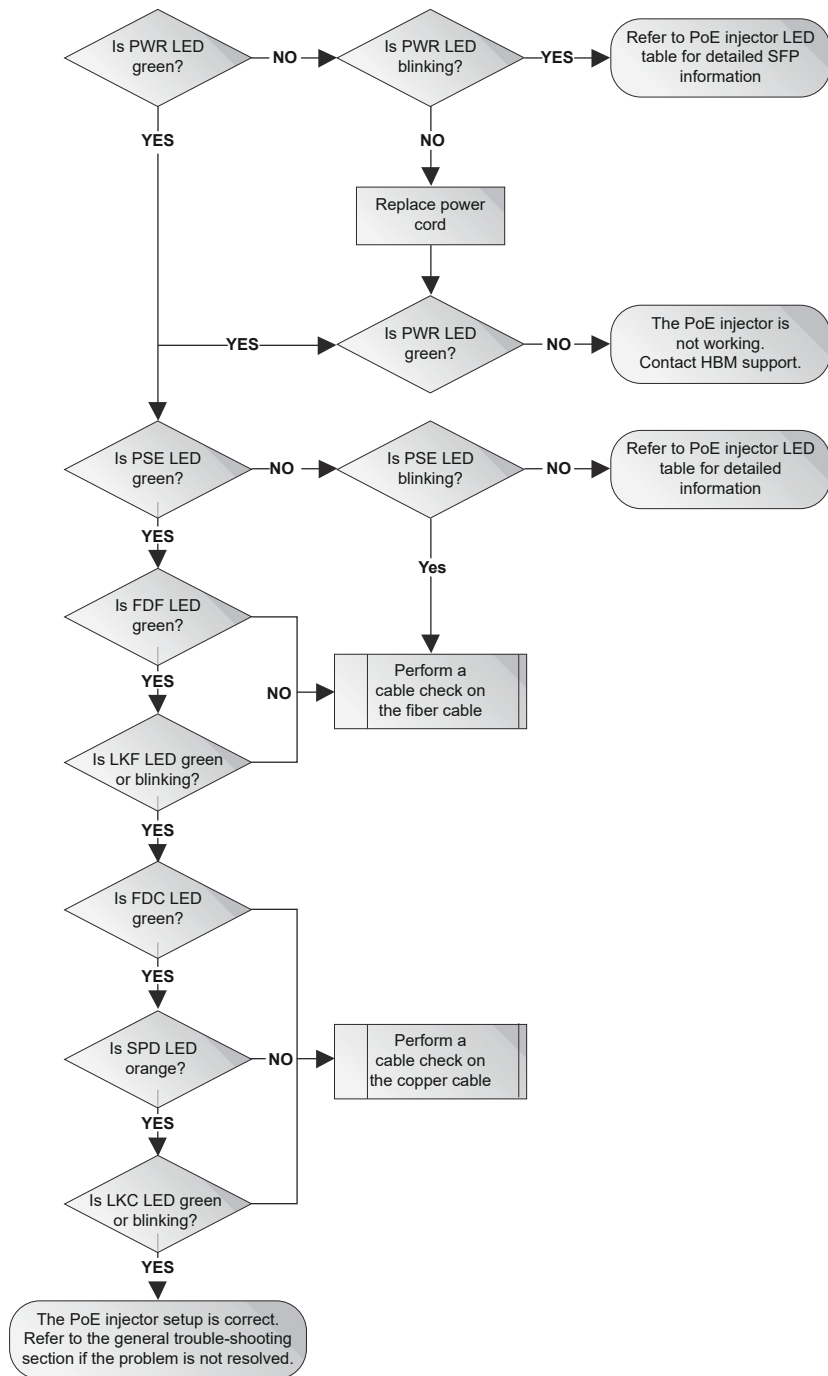 Is PWR LED
green?
NO
Is PWR LED
blinking?
YES
Refer to PoE injector LED
table for detailed SFP
information
YES
NO
Replace power
cord
YES
Is PWR LED
green?
NO
The PoE injector is
not working.
Contact HBM support.
Is PSE LED
green?
NO
Is PSE LED
blinking?
NO
Refer to PoE injector LED
table for detailed
information
YES
Yes
Is FDF LED
green?
YES
NO
Perform a
cable check on
the fiber cable
Is LKF LED green
or blinking?
YES
Is FDC LED
green?
YES
Is SPD LED
orange?
NO
Perform a
cable check on
the copper cable
YES
Is LKC LED green
or blinking?
YES
The PoE injector setup is correct.
Refer to the general trouble-shooting
section if the problem is not resolved.